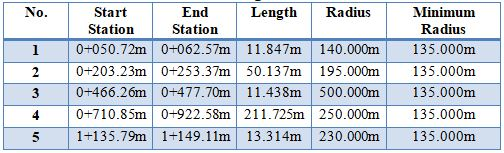 No. Start Station End Station Length Radius Minimum Radius
1 0+050.72m 0+062.57m 11.847m 140.000m 135.000m
2 0+203.23m 0+253.37m 50.137m 195.000m 135.000m
3 0+466.26m 0+477.70m 11.438m 500.000m 135.000m
4 0+710.85m 0+922.58m 211.725m 250.000m 135.000m
5 1+135.79m 1+149.11m 13.314m 230.000m 135.000m